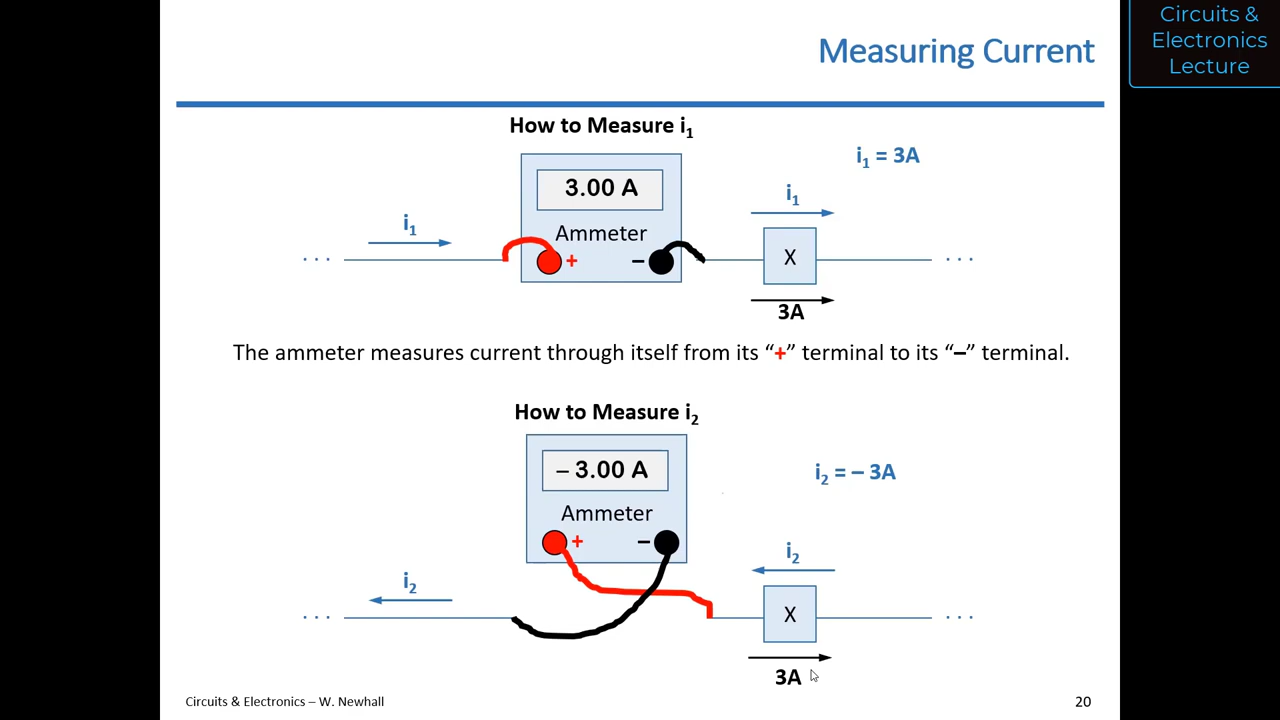 Circuits &
Electronics
Lecture
Measuring Current
How to Measure i₁
i₁ = 3A
3.00 A
i₁
i₁
Ammeter
+ –
. . . X . . .
3A
The ammeter measures current through itself from its “+” terminal to its “–” terminal.
How to Measure i₂
– 3.00 A
i₂ = – 3A
Ammeter
+ –
i₂
i₂
. . . X . . .
3A
Circuits & Electronics – W. Newhall
20